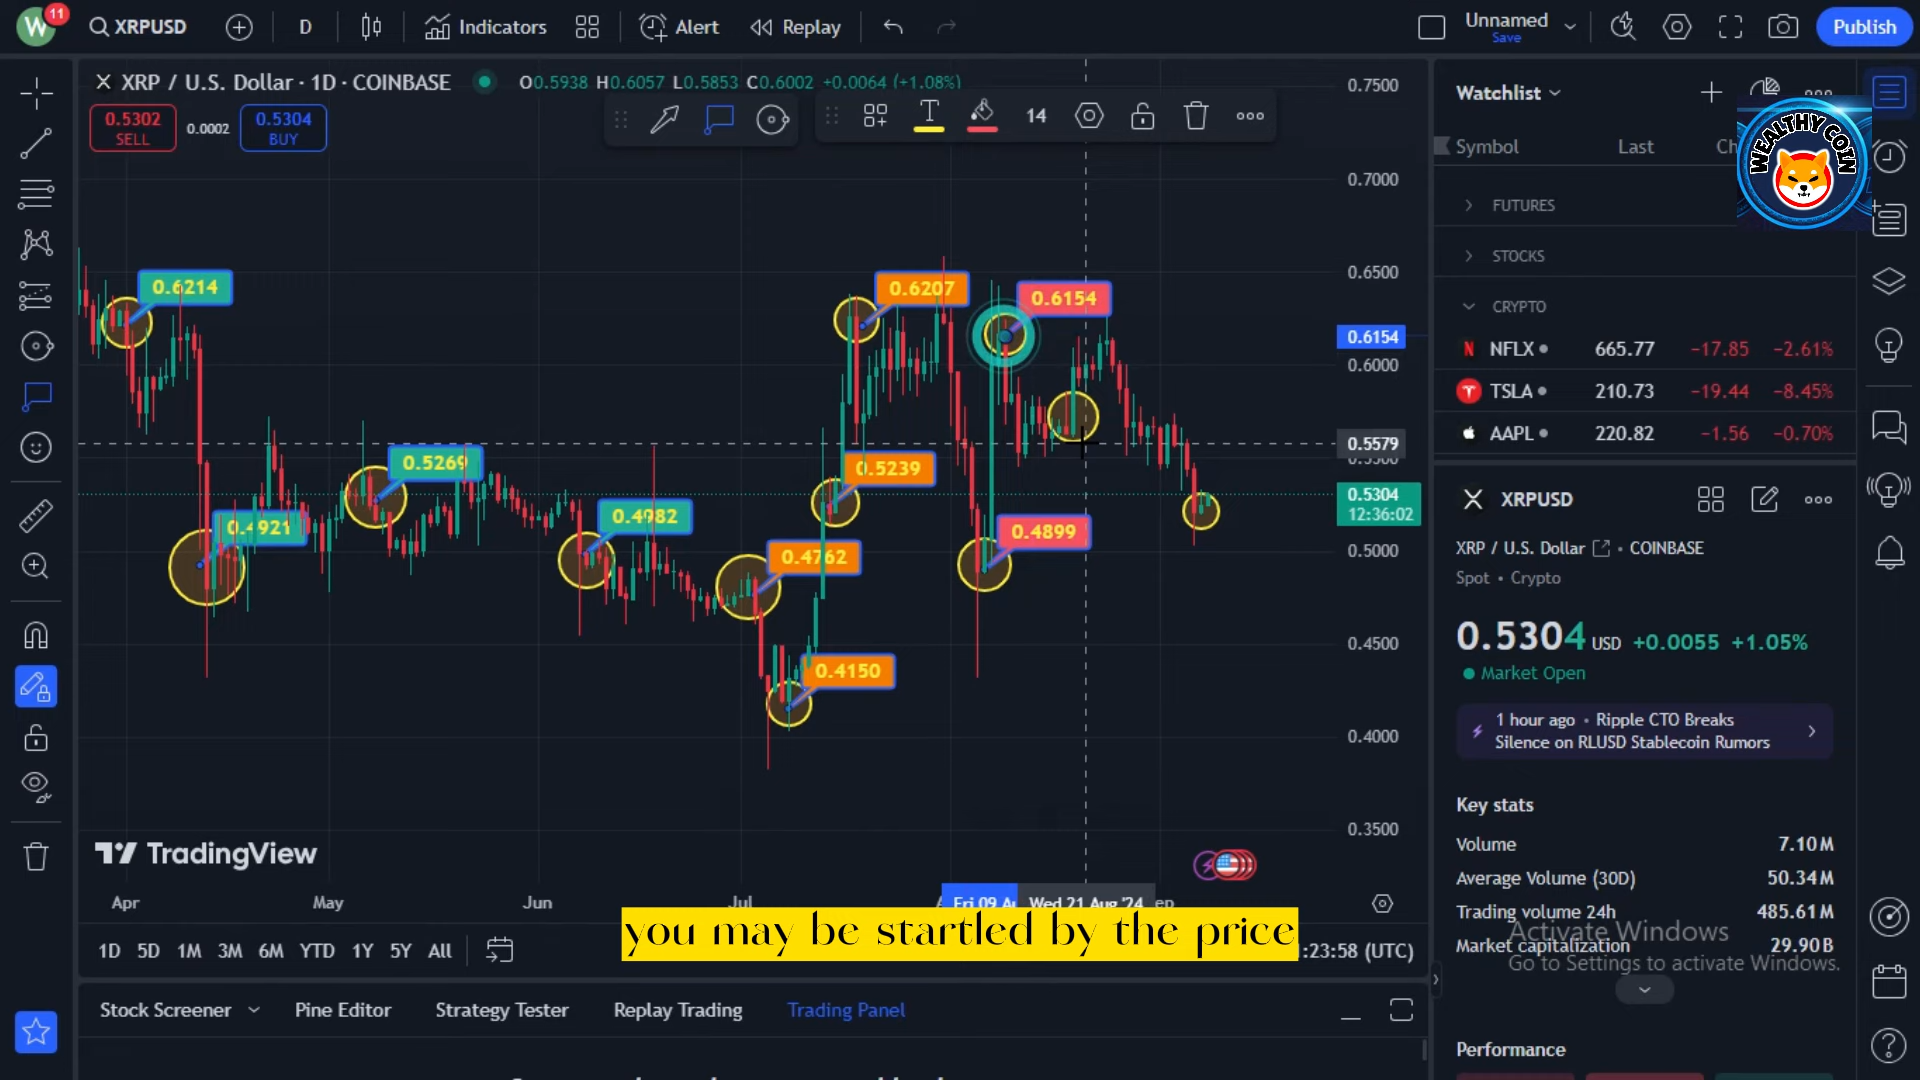 W 11 XRPUSD D Indicators Alert Replay Unnamed Save Publish
XRP / U.S. Dollar · 1D · COINBASE O0.5938 H0.6057 L0.5853 C0.6002 +0.0064 (+1.08%)
0.5302 SELL 0.0002 0.5304 BUY
T 14
0.7500
0.7000
0.6500
0.6154
0.6000
0.5579
0.5304
12:36:02
0.5000
0.4500
0.4000
0.3500
0.6214
0.4921
0.5269
0.4982
0.4762
0.4150
0.5239
0.6207
0.4899
0.6154
TradingView
Apr May Jun Jul Fri 09 Wed 21 Aug '24 ep
you may be startled by the price
1D 5D 1M 3M 6M YTD 1Y 5Y All :23:58 (UTC)
Stock Screener Pine Editor Strategy Tester Replay Trading Trading Panel
Watchlist
WEALTHY COIN
Symbol Last Ch
FUTURES
STOCKS
CRYPTO
NFLX 665.77 −17.85 −2.61%
TSLA 210.73 −19.44 −8.45%
AAPL 220.82 −1.56 −0.70%
XRPUSD
XRP / U.S. Dollar • COINBASE
Spot • Crypto
0.5304 USD +0.0055 +1.05%
Market Open
1 hour ago • Ripple CTO Breaks
Silence on RLUSD Stablecoin Rumors
Key stats
Volume 7.10M
Average Volume (30D) 50.34M
Trading volume 24h 485.61M
Market capitalization 29.90B
Activate Windows
Go to Settings to activate Windows.
Performance